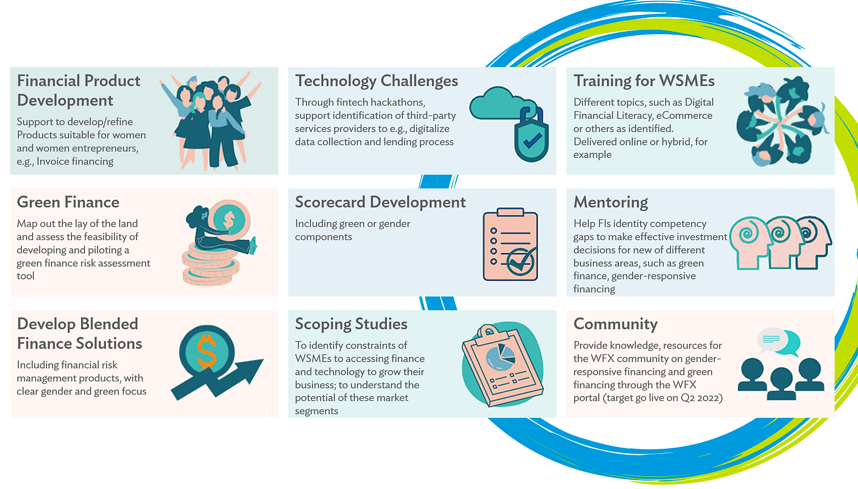 Financial Product
Development
Support to develop/refine
Products suitable for women
and women entrepreneurs,
e.g., Invoice financing
Technology Challenges
Through fintech hackathons,
support identification of third-party
services providers to e.g., digitalize
data collection and lending process
Training for WSMEs
Different topics, such as Digital
Financial Literacy, eCommerce
or others as identified.
Delivered online or hybrid, for
example
Green Finance
Map out the lay of the land
and assess the feasibility of
developing and piloting a
green finance risk assessment
tool
Scorecard Development
Including green or gender
components
Mentoring
Help FIs identity competency
gaps to make effective investment
decisions for new of different
business areas, such as green
finance, gender-responsive
financing
Develop Blended
Finance Solutions
Including financial risk
management products, with
clear gender and green focus
Scoping Studies
To identify constraints of
WSMEs to accessing finance
and technology to grow their
business; to understand the
potential of these market
segments
Community
Provide knowledge, resources for
the WFX community on gender-
responsive financing and green
financing through the WFX
portal (target go live on Q2 2022)